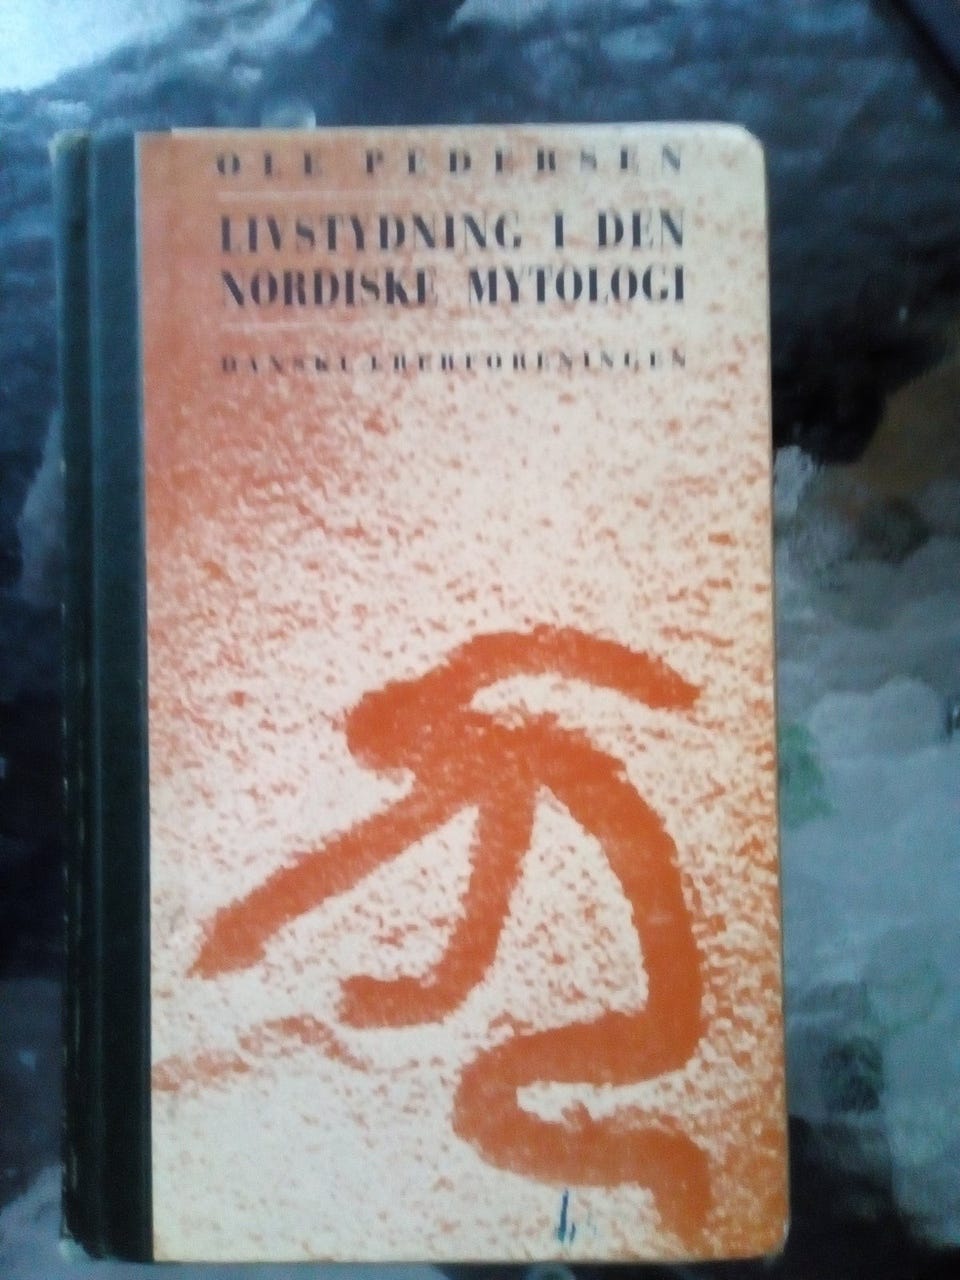 OLE PEDERSEN
LIVSTYDNING I DEN
NORDISKE MYTOLOGI
DANSKLÆRERFORENINGEN